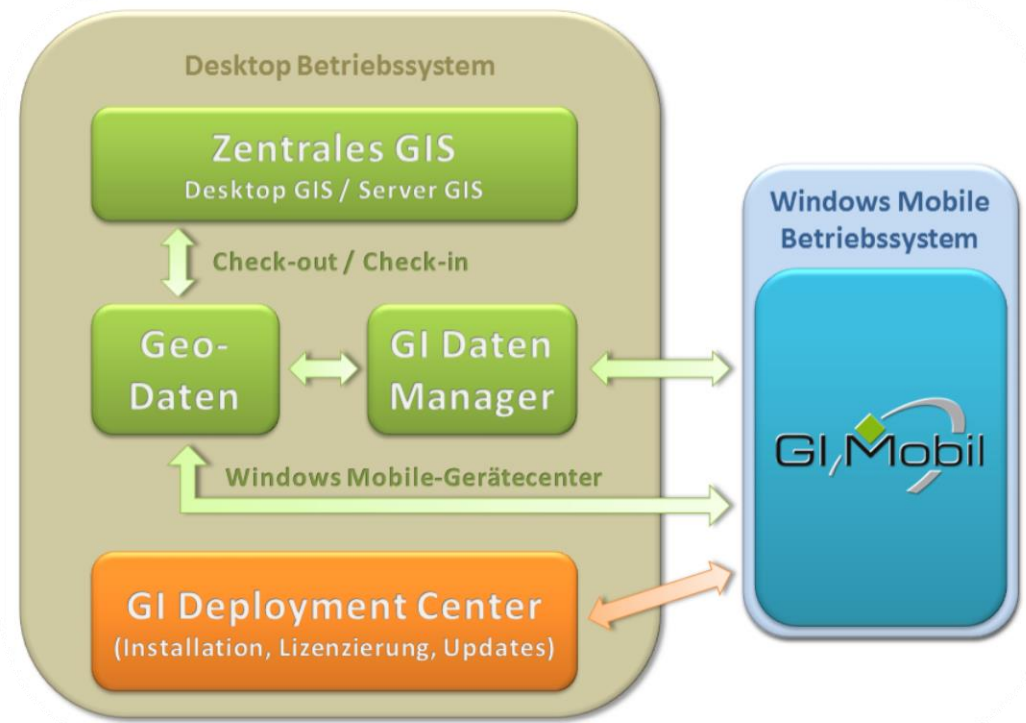 Desktop Betriebssystem
Zentrales GIS
Desktop GIS / Server GIS
Check-out / Check-in
Geo-
Daten
GI Daten
Manager
Windows Mobile-Gerätecenter
GI Deployment Center
(Installation, Lizenzierung, Updates)
Windows Mobile
Betriebssystem
GI Mobil